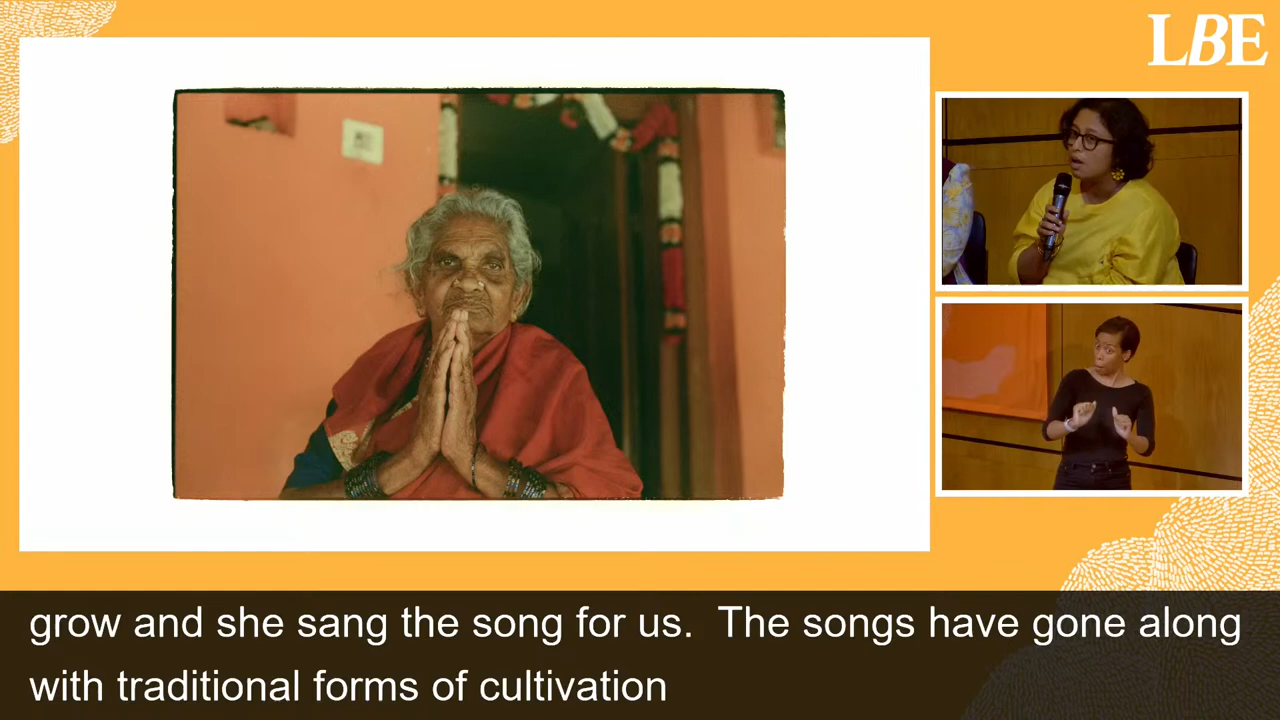 LBE
grow and she sang the song for us.  The songs have gone along
with traditional forms of cultivation